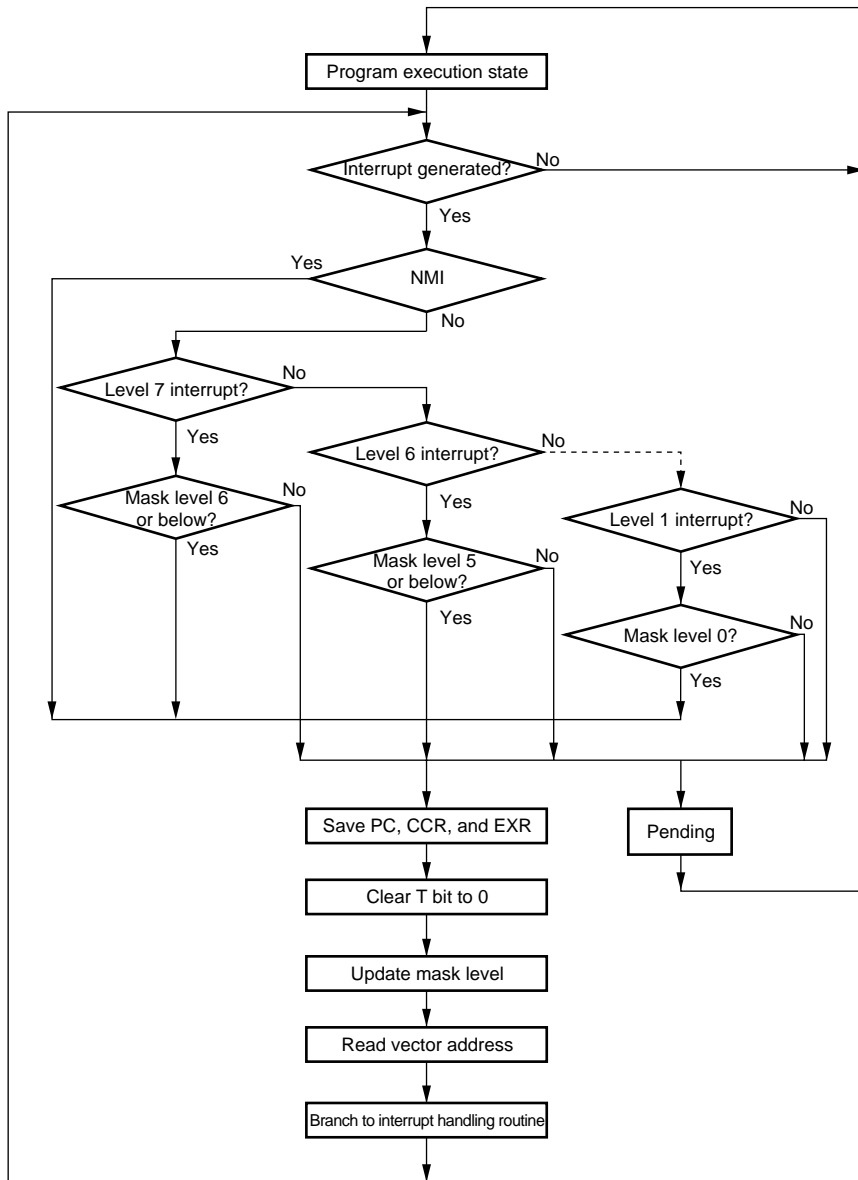 Program execution state
Interrupt generated?
No
Yes
Yes
NMI
No
Level 7 interrupt?
No
Yes
Level 6 interrupt?
No
Yes
Mask level 6
or below?
No
Yes
Level 1 interrupt?
No
Yes
Mask level 5
or below?
No
Yes
Mask level 0?
No
Yes
Save PC, CCR, and EXR
Pending
Clear T bit to 0
Update mask level
Read vector address
Branch to interrupt handling routine